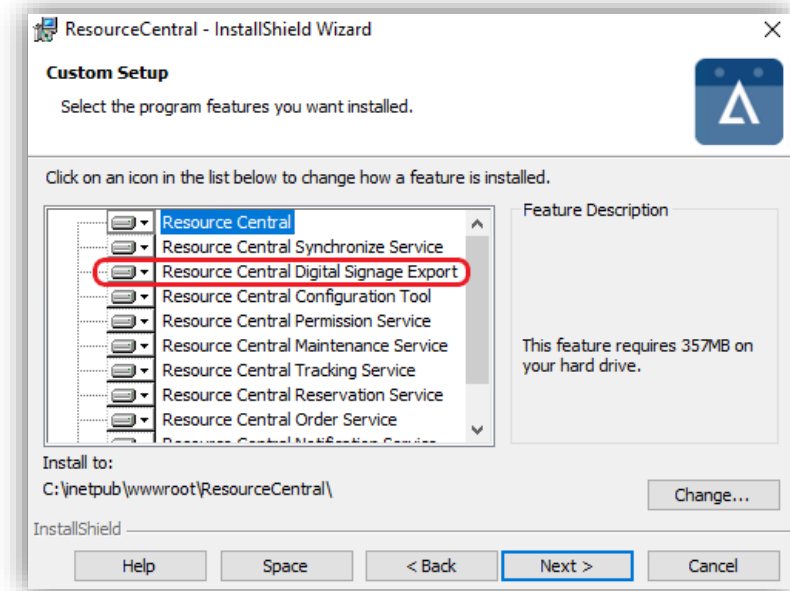 ResourceCentral - InstallShield Wizard
Custom Setup
Select the program features you want installed.
Click on an icon in the list below to change how a feature is installed.
Resource Central
Resource Central Synchronize Service
Resource Central Digital Signage Export
Resource Central Configuration Tool
Resource Central Permission Service
Resource Central Maintenance Service
Resource Central Tracking Service
Resource Central Reservation Service
Resource Central Order Service
Resource Central Notification Service
Feature Description
This feature requires 357MB on
your hard drive.
Install to:
C:\inetpub\wwwroot\ResourceCentral\
Change...
InstallShield
Help
Space
< Back
Next >
Cancel